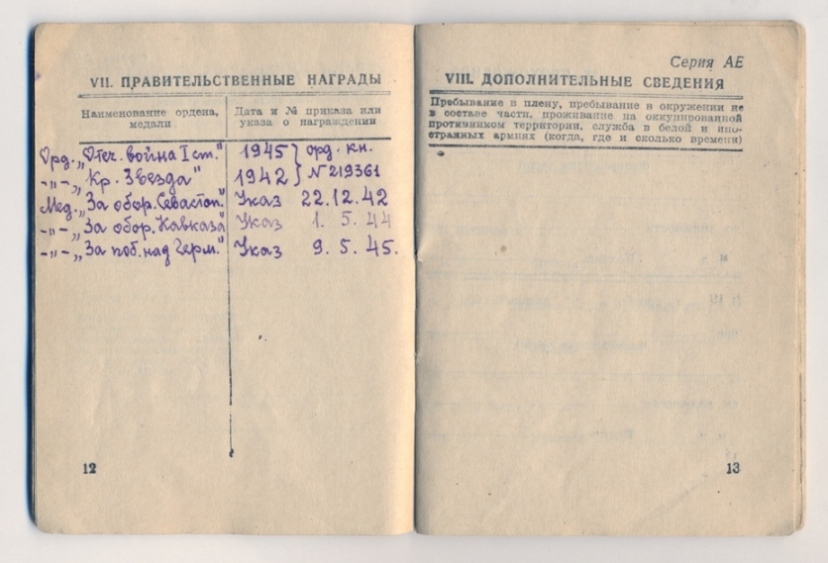 VII. ПРАВИТЕЛЬСТВЕННЫЕ НАГРАДЫ
Наименование ордена, медали
Дата и № приказа или указа о награждении
Орд. „Отеч. война I ст." 1945 } орд. кн.
-"- „Кр. Звезда" 1942 } N 219361
Мед. „За обор. Севастоп." Указ 22.12.42
-"- „За обор. Кавказа" Указ 1. 5. 44
-"- „За поб. над Герм." Указ 9. 5. 45.
12
Серия АЕ
VIII. ДОПОЛНИТЕЛЬНЫЕ СВЕДЕНИЯ
Пребывание в плену, пребывание в окружении не
в составе части, проживание на оккупированной
противником территории, служба в белой и ино-
странных армиях (когда, где и сколько времени)
13